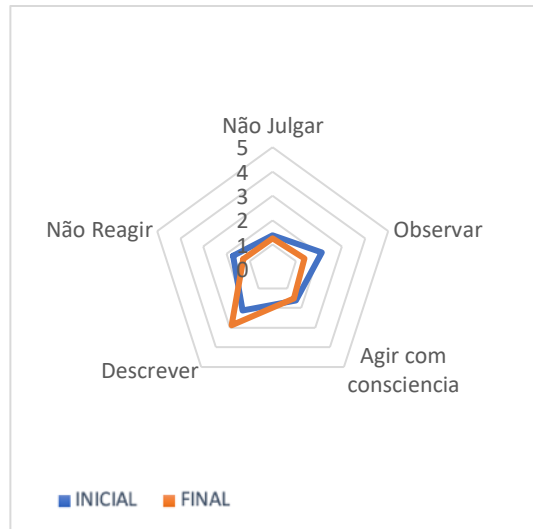 Não Julgar
5
4
3
2
1
0
Não Reagir
Observar
Descrever
Agir com
consciencia
INICIAL
FINAL